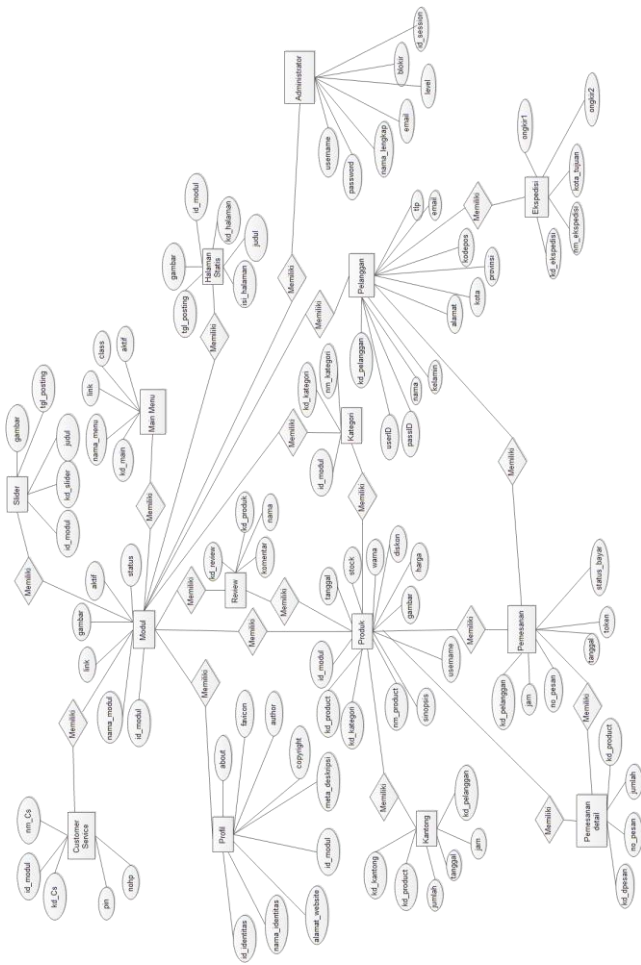 Slider
gambar
tgl_posting
judul
kd_slider
id_modul
Memiliki
Main Menu
nama_menu
link
class
aktif
kd_main
Memiliki
Halaman
Statis
tgl_posting
gambar
id_modul
kd_halaman
judul
isi_halaman
Memiliki
Administrator
username
password
nama_lengkap
email
level
blokir
id_session
Memiliki
Customer
Service
id_modul
nm_Cs
kd_Cs
pin
nohp
Memiliki
Modul
link
gambar
aktif
status
nama_modul
id_modul
Memiliki
Review
kd_review
kd_produk
nama
komentar
Memiliki
Memiliki
Memiliki
Kategori
id_modul
kd_kategori
nm_kategori
Memiliki
Memiliki
Pelanggan
kd_pelanggan
userID
passID
nama
kelamin
alamat
kota
provinsi
kodepos
email
tlp
Memiliki
Memiliki
Ekspedisi
ongkir1
ongkir2
kota_tujuan
nm_ekspedisi
kd_ekspedisi
Memiliki
Profil
about
favicon
author
copyright
meta_deskripsi
id_modul
alamat_website
nama_identitas
id_identitas
Memiliki
Produk
id_modul
tanggal
stock
warna
diskon
harga
gambar
username
sinopsis
nm_product
kd_kategori
kd_product
Memiliki
Kantong
kd_kantong
kd_product
jumlah
tanggal
jam
kd_pelanggan
Memiliki
Pemesanan
kd_pelanggan
jam
no_pesan
tanggal
token
status_bayar
Memiliki
Memiliki
Pemesanan
detail
kd_product
jumlah
no_pesan
kd_dpesan
Memiliki